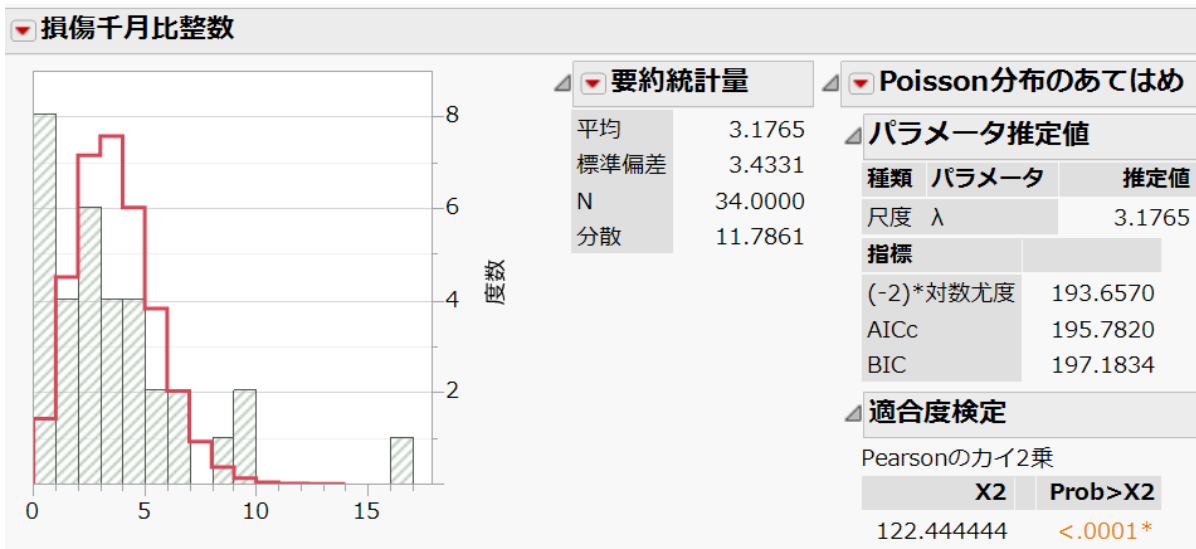 損傷千月比整数
8
6
4
2
度数
0 5 10 15
要約統計量
平均 3.1765
標準偏差 3.4331
N 34.0000
分散 11.7861
Poisson分布のあてはめ
パラメータ推定値
種類 パラメータ 推定値
尺度 λ 3.1765
指標
(-2)*対数尤度 193.6570
AICc 195.7820
BIC 197.1834
適合度検定
Pearsonのカイ2乗
X2 Prob>X2
122.444444 <.0001*